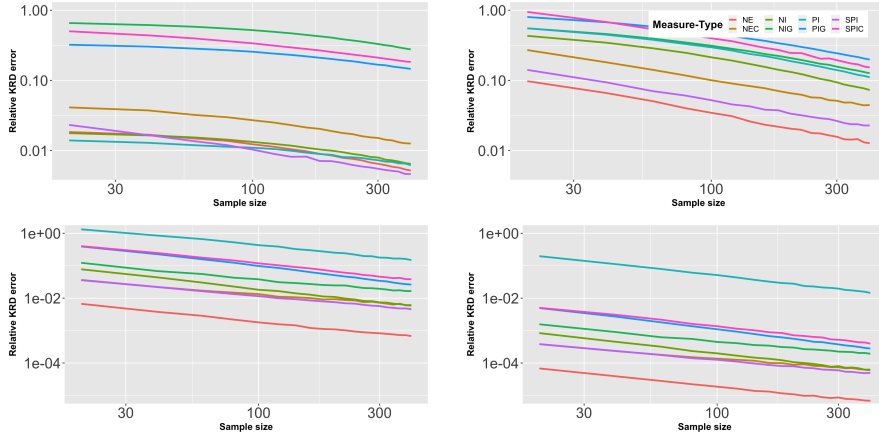 1.00
0.10
0.01
Relative KRD error
30
100
300
Sample size
1.00
0.10
0.01
Relative KRD error
Measure-Type
NE NI PI SPI
NEC NIG PIG SPIC
30
100
300
Sample size
1e+00
1e-02
1e-04
Relative KRD error
30
100
300
Sample size
1e+00
1e-02
1e-04
Relative KRD error
30
100
300
Sample size